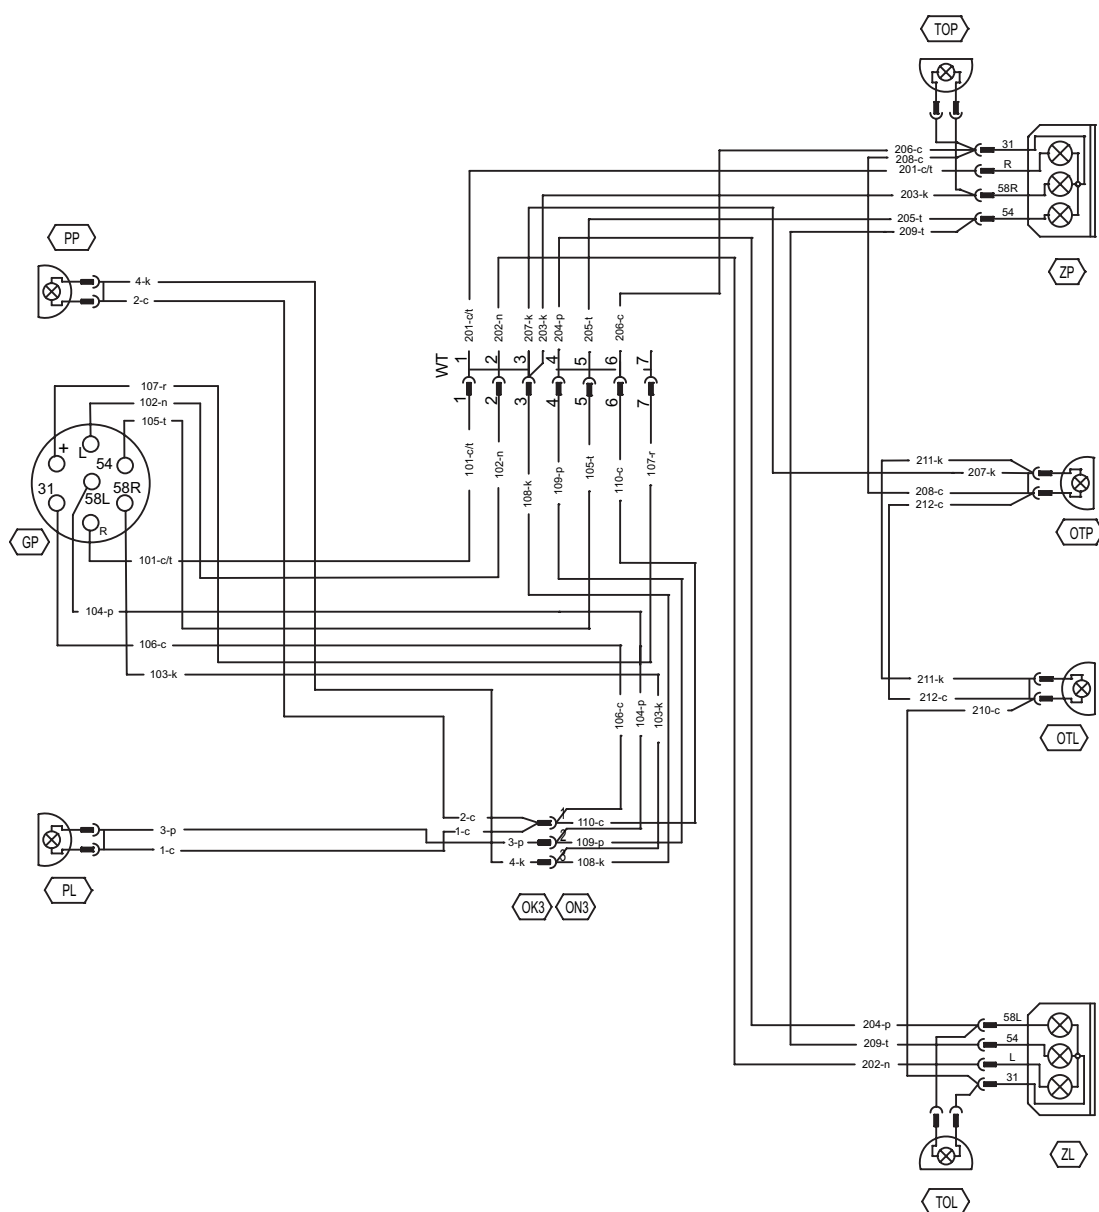 TOP
206-c
31
208-c
201-c/t
R
203-k
58R
205-t
54
209-t
ZP
PP
4-k
2-c
201-c/t
202-n
207-k
203-k
204-p
205-t
206-c
WT
1
2
3
4
5
6
7
1
2
3
4
5
6
7
107-r
102-n
105-t
+
L
54
31
58L
58R
R
GP
101-c/t
102-n
108-k
109-p
105-t
110-c
107-r
211-k
207-k
208-c
212-c
OTP
101-c/t
104-p
106-c
103-k
106-c
104-p
103-k
211-k
212-c
210-c
OTL
2-c
1
110-c
3-p
1-c
2
3-p
109-p
1-c
3
4-k
108-k
PL
OK3
ON3
204-p
58L
209-t
54
202-n
L
31
ZL
TOL